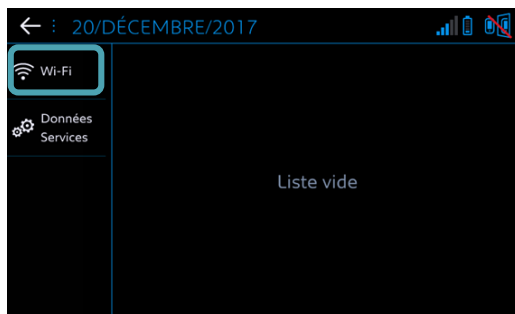 20/DÉCEMBRE/2017
Wi-Fi
Données
Services
Liste vide